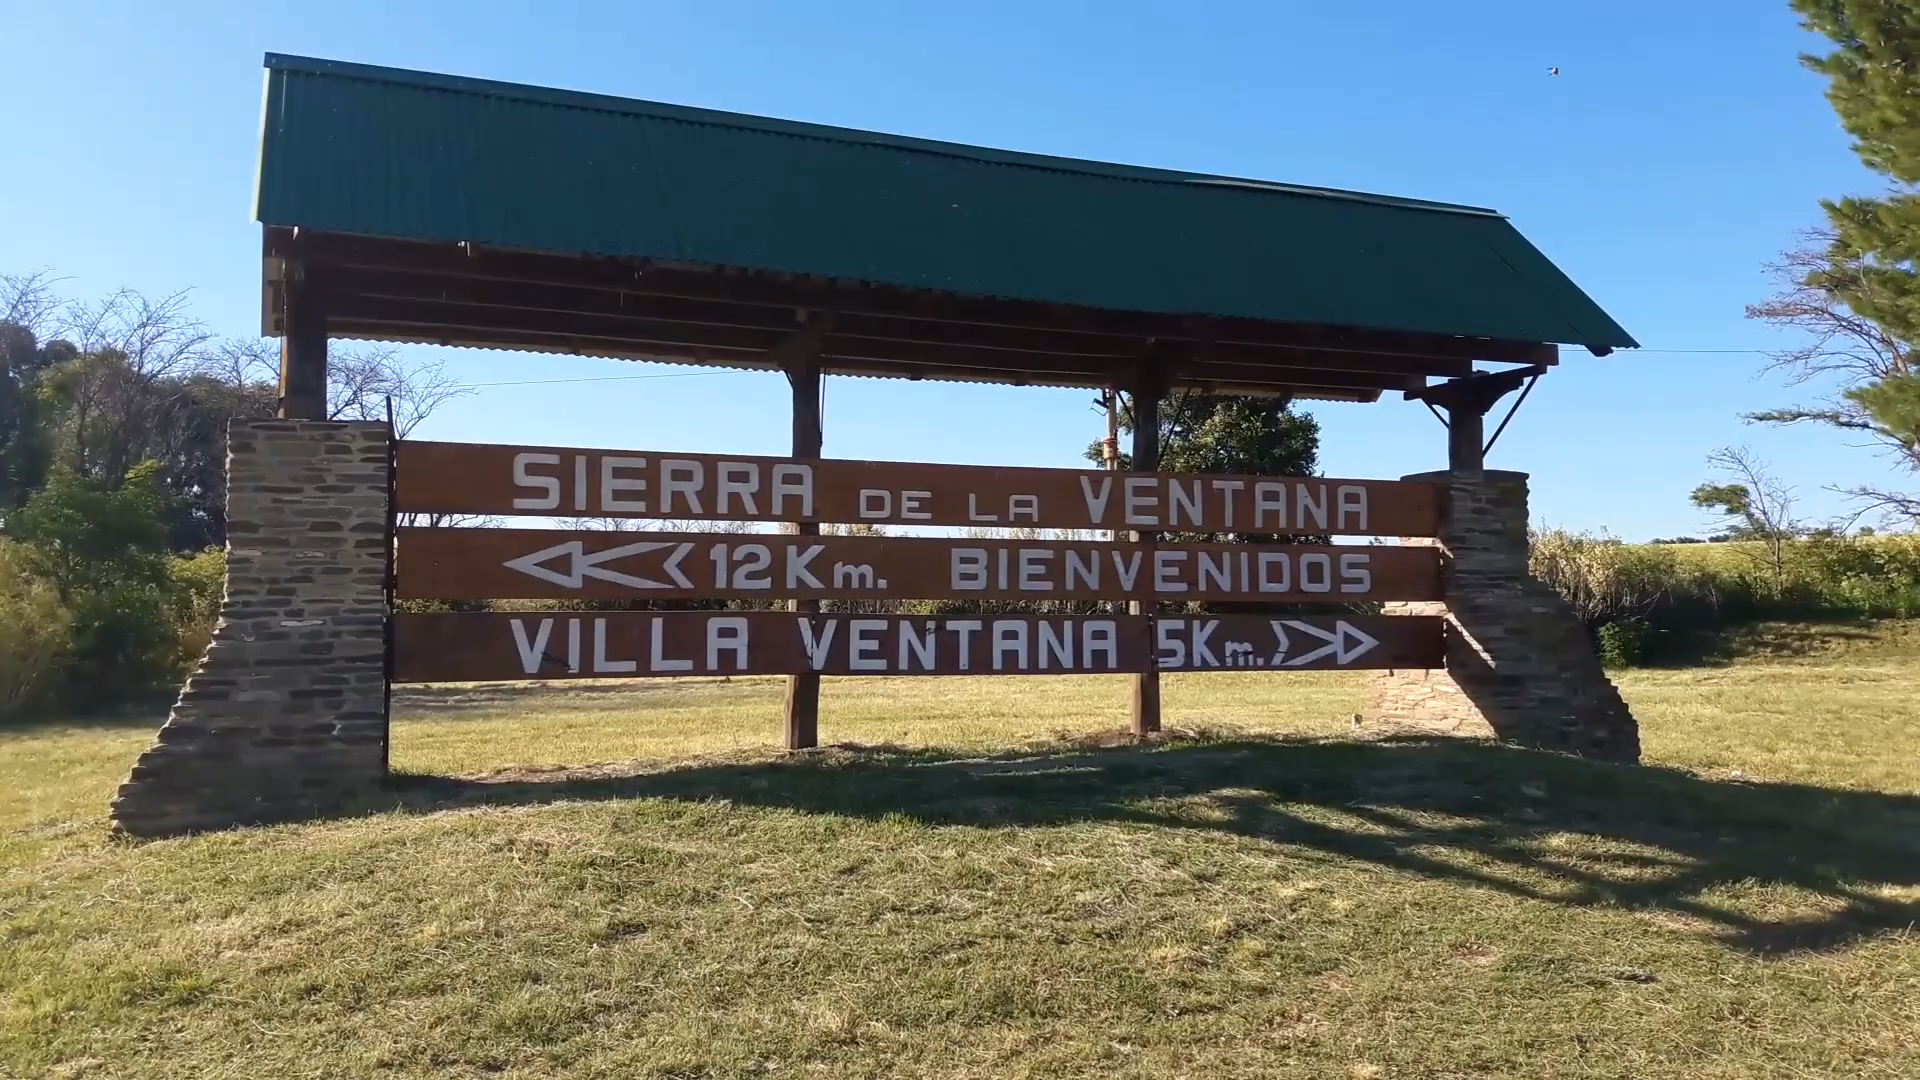 SIERRA DE LA VENTANA
12Km. BIENVENIDOS
VILLA VENTANA 5Km.